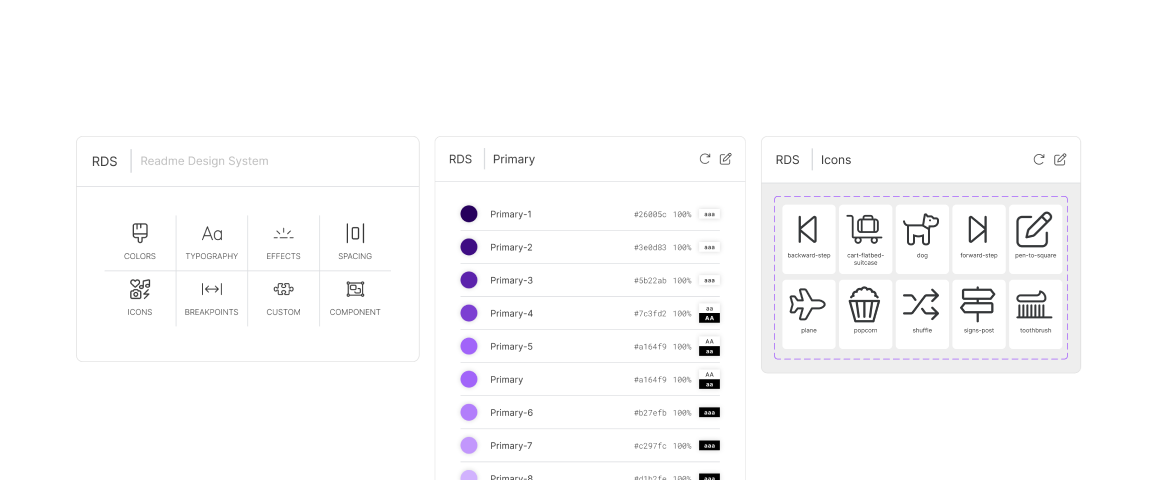 RDS Readme Design System
COLORS TYPOGRAPHY EFFECTS SPACING
ICONS BREAKPOINTS CUSTOM COMPONENT
RDS Primary
Primary-1 #26005c 100% aaa
Primary-2 #3e0d83 100% aaa
Primary-3 #5b22ab 100% aaa
Primary-4 #7c3fd2 100% aa
AA
Primary-5 #a164f9 100% AA
aa
Primary #a164f9 100% AA
aa
Primary-6 #b27efb 100% aaa
Primary-7 #c297fc 100% aaa
Primary-8 #d1b2fe 100% aaa
RDS Icons
backward-step cart-flatbed-suitcase dog forward-step pen-to-square
plane popcorn shuffle signs-post toothbrush